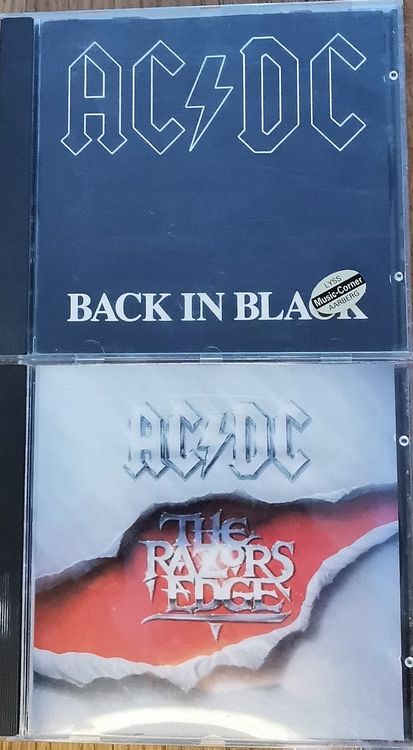 AC⚡DC
BACK IN BLACK
LYSS
Music-Corner
AARBERG
AC⚡DC
THE
RAZORS
EDGE